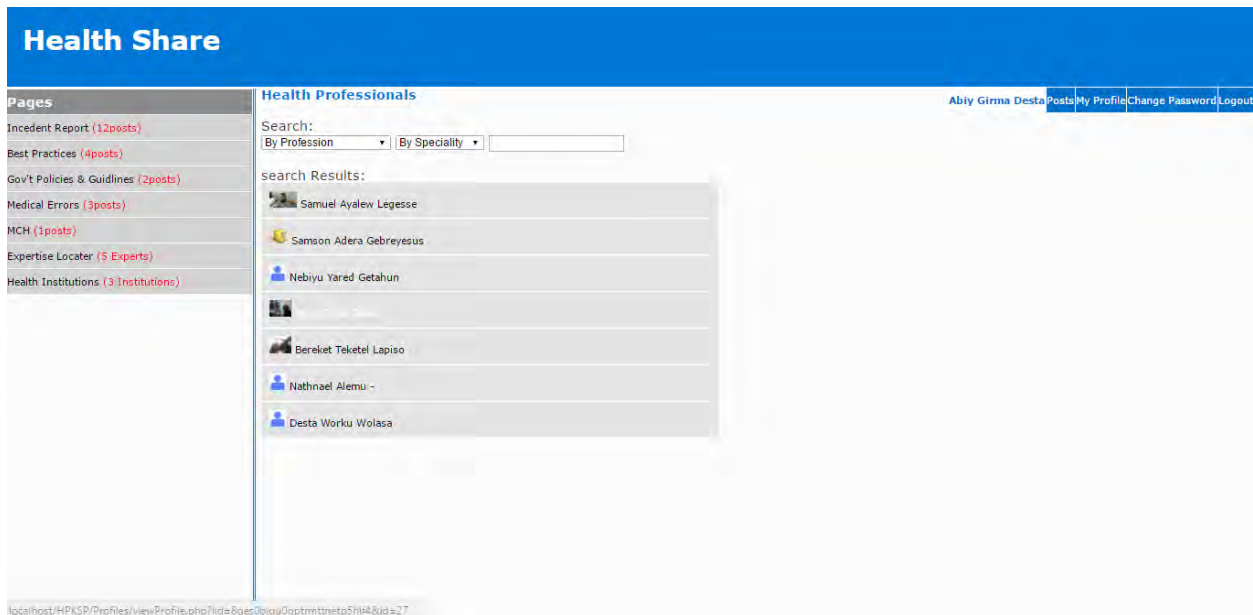 Health Share
Pages
Incedent Report (12posts)
Best Practices (4posts)
Gov't Policies & Guidlines (2posts)
Medical Errors (3posts)
MCH (1posts)
Expertise Locater (5 Experts)
Health Institutions (3 Institutions)
Abiy Girma Desta Posts My Profile Change Password Logout
Health Professionals
Search:
By Profession By Speciality
search Results:
Samuel Ayalew Legesse
Samson Adera Gebreyesus
Nebiyu Yared Getahun
Bereket Teketel Lapiso
Nathnael Alemu -
Desta Worku Wolasa